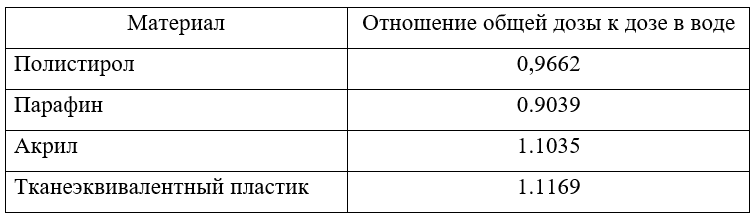 Материал Отношение общей дозы к дозе в воде
Полистирол 0,9662
Парафин 0.9039
Акрил 1.1035
Тканеэквивалентный пластик 1.1169